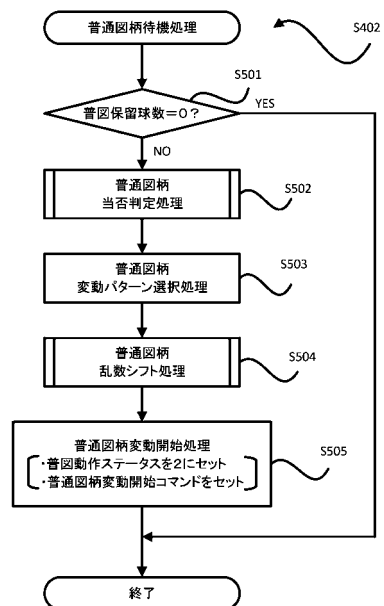 普通図柄待機処理
S402
S501
普図保留球数=0?
YES
NO
普通図柄
当否判定処理
S502
普通図柄
変動パターン選択処理
S503
普通図柄
乱数シフト処理
S504
普通図柄変動開始処理
・普図動作ステータスを2にセット
・普通図柄変動開始コマンドをセット
S505
終了